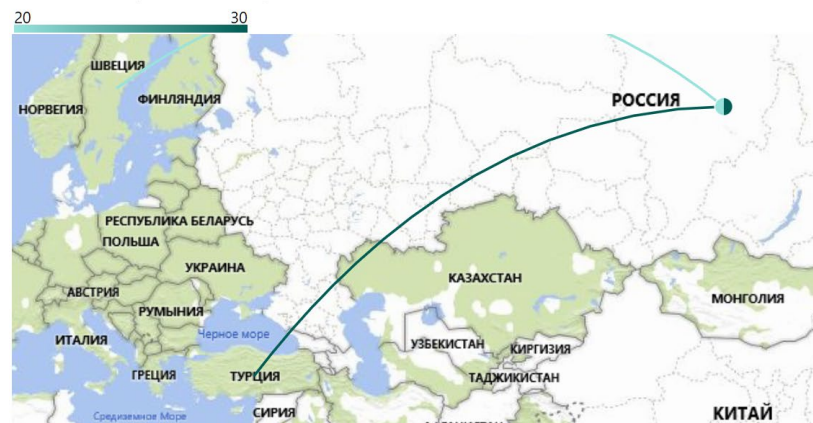 20 30
ШВЕЦИЯ
НОРВЕГИЯ
ФИНЛЯНДИЯ
РОССИЯ
РЕСПУБЛИКА БЕЛАРУСЬ
ПОЛЬША
УКРАИНА
КАЗАХСТАН
АВСТРИЯ
РУМЫНИЯ
МОНГОЛИЯ
Черное море
ИТАЛИЯ
УЗБЕКИСТАН
КИРГИЗИЯ
ГРЕЦИЯ
ТУРЦИЯ
ТАДЖИКИСТАН
СИРИЯ
КИТАЙ
Средиземное Море